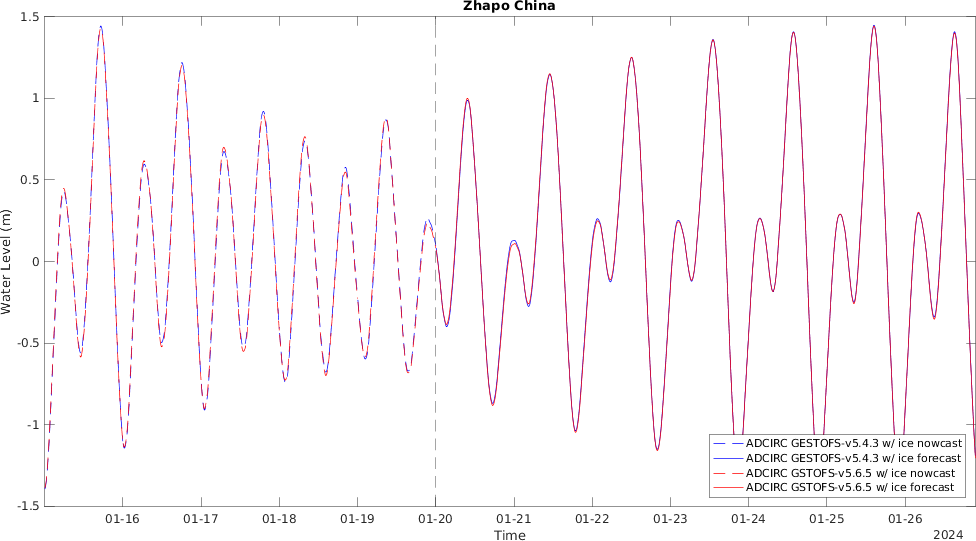 Zhapo China
1.5
1
0.5
0
-0.5
-1
-1.5
Water Level (m)
01-16
01-17
01-18
01-19
01-20
01-21
01-22
01-23
01-24
01-25
01-26
Time
2024
ADCIRC GESTOFS-v5.4.3 w/ ice nowcast
ADCIRC GESTOFS-v5.4.3 w/ ice forecast
ADCIRC GSTOFS-v5.6.5 w/ ice nowcast
ADCIRC GSTOFS-v5.6.5 w/ ice forecast